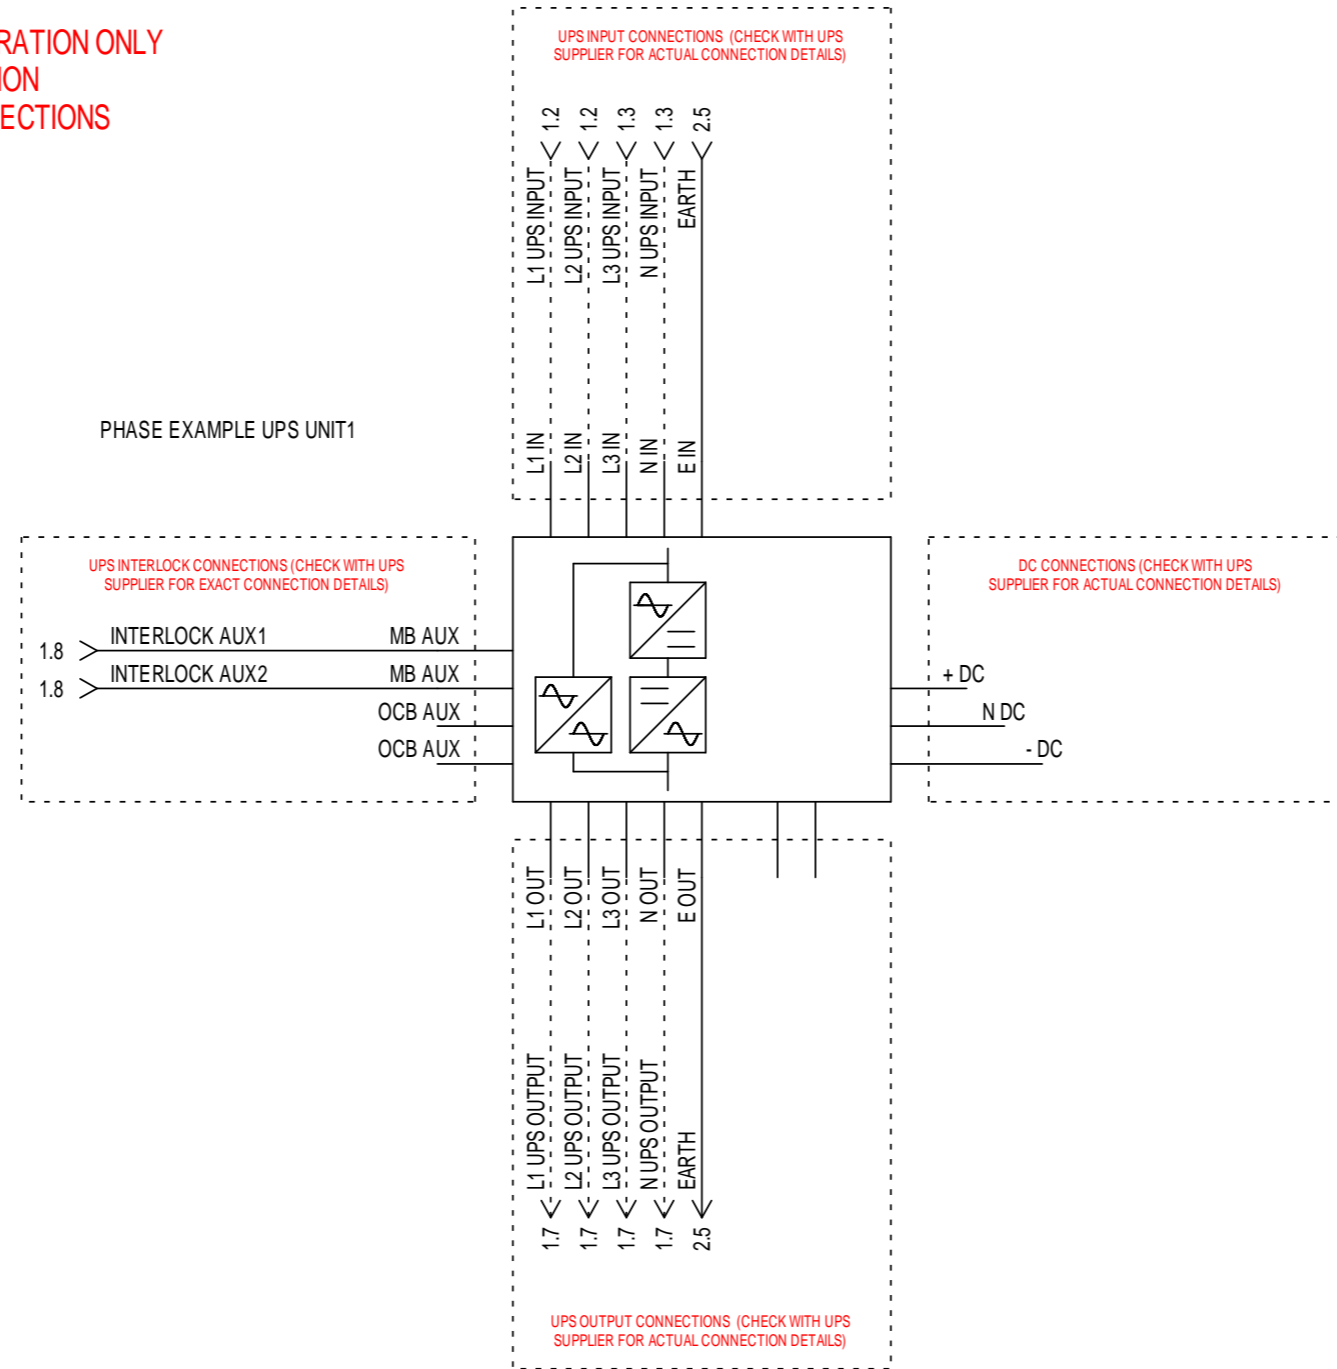 RATION ONLY
ION
ECTIONS
UPS INPUT CONNECTIONS (CHECK WITH UPS
SUPPLIER FOR ACTUAL CONNECTION DETAILS)
1.2
1.2
1.3
1.3
2.5
L1 UPS INPUT
L2 UPS INPUT
L3 UPS INPUT
N UPS INPUT
EARTH
PHASE EXAMPLE UPS UNIT1
L1 IN
L2 IN
L3 IN
N IN
E IN
UPS INTERLOCK CONNECTIONS (CHECK WITH UPS
SUPPLIER FOR EXACT CONNECTION DETAILS)
1.8 INTERLOCK AUX1 MB AUX
1.8 INTERLOCK AUX2 MB AUX
OCB AUX
OCB AUX
DC CONNECTIONS (CHECK WITH UPS
SUPPLIER FOR ACTUAL CONNECTION DETAILS)
+ DC
N DC
- DC
L1 OUT
L2 OUT
L3 OUT
N OUT
E OUT
L1 UPS OUTPUT
L2 UPS OUTPUT
L3 UPS OUTPUT
N UPS OUTPUT
EARTH
1.7
1.7
1.7
1.7
2.5
UPS OUTPUT CONNECTIONS (CHECK WITH UPS
SUPPLIER FOR ACTUAL CONNECTION DETAILS)